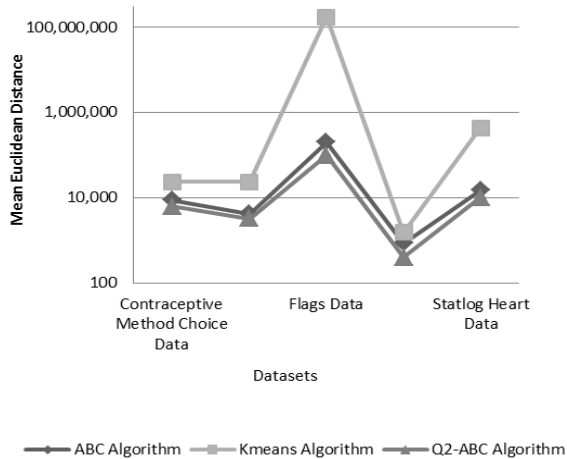 Mean Euclidean Distance
100,000,000
1,000,000
10,000
100
Contraceptive
Method Choice
Data
Flags Data
Statlog Heart
Data
Datasets
ABC Algorithm
Kmeans Algorithm
Q2-ABC Algorithm